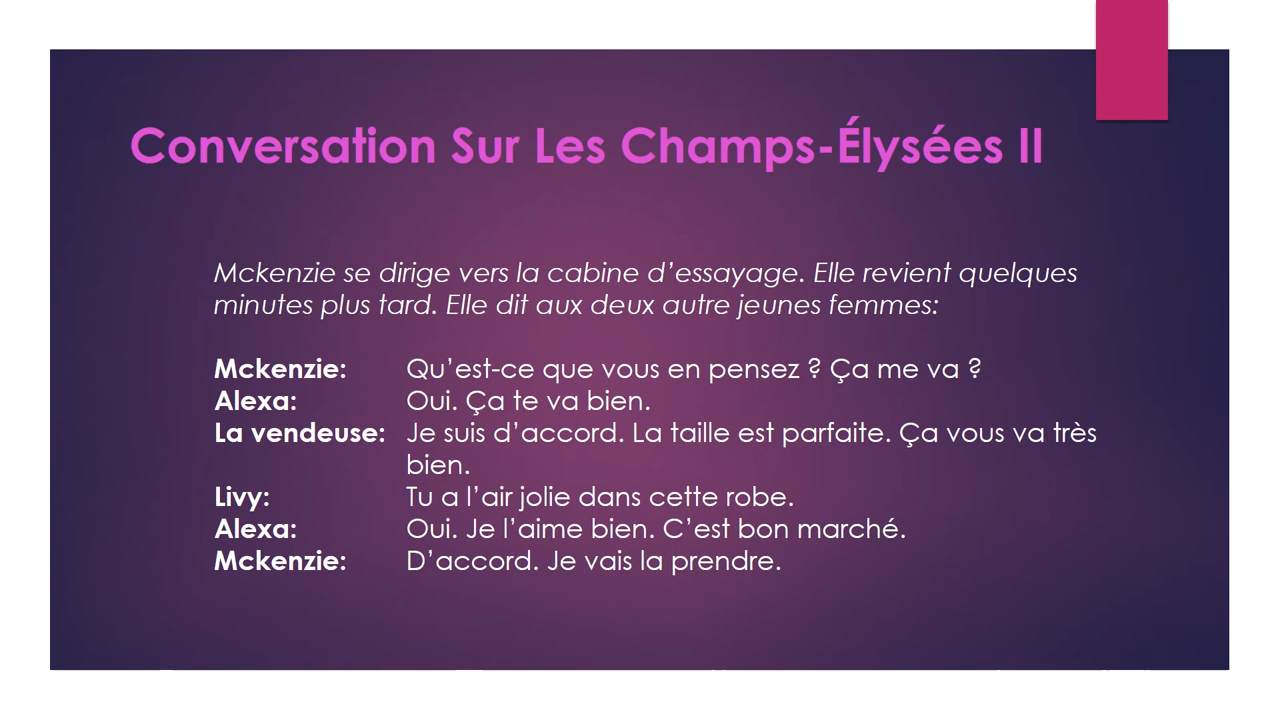 Conversation Sur Les Champs-Élysées II
Mckenzie se dirige vers la cabine d’essayage. Elle revient quelques
minutes plus tard. Elle dit aux deux autre jeunes femmes:
Mckenzie: Qu’est-ce que vous en pensez ? Ça me va ?
Alexa: Oui. Ça te va bien.
La vendeuse: Je suis d’accord. La taille est parfaite. Ça vous va très
bien.
Livy: Tu a l’air jolie dans cette robe.
Alexa: Oui. Je l’aime bien. C’est bon marché.
Mckenzie: D’accord. Je vais la prendre.